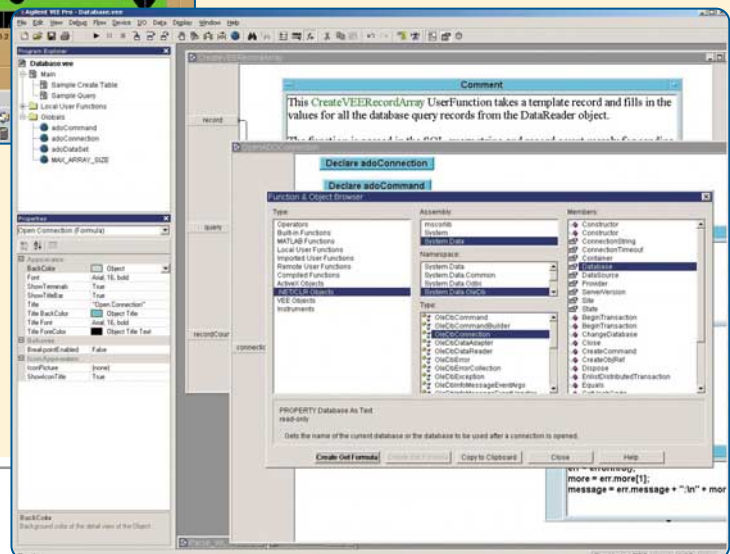 Agilent VEE Pro - Database.vee
File Edit View Debug Flow Device I/O Data Display Window Help
Program Explorer
Database.vee
Main
Sample Create Table
Sample Query
Local User Functions
Globals
adoCommand
adoConnection
adoDataSet
MAX_ARRAY_SIZE
Properties
Open Connection (Formula)
Appearance
BackColor Object
Font Arial, 16, bold
ShowTerminals True
ShowTitleBar True
Title "Open Connection"
Title BackColor Object Title
Title Font Arial, 16, bold
Title ForeColor Object Title Text
Behavior
BreakpointEnabled False
Icon Appearance
IconPicture (none)
ShowIconTitle True
BackColor
Background color of the detail view of the Object
CreateVEERecordArray
record
query
recordCour
Comment
This CreateVEERecordArray UserFunction takes a template record and fills in the
values for all the database query records from the DataReader object.
OpenADOConnection
connectic
Declare adoConnection
Declare adoCommand
Function & Object Browser
Type:
Operators
Built-in Functions
MATLAB Functions
Local User Functions
Imported User Functions
Remote User Functions
Compiled Functions
ActiveX Objects
.NET/CLR Objects
VEE Objects
Instruments
Assembly:
mscorlib
System
System.Data
Namespace:
System.Data
System.Data.Common
System.Data.Odbc
System.Data.OleDb
Type:
OleDbCommand
OleDbCommandBuilder
OleDbConnection
OleDbDataAdapter
OleDbDataReader
OleDbError
OleDbErrorCollection
OleDbException
OleDbInfoMessageEventArgs
Members:
Constructor
Constructor
ConnectionString
ConnectionTimeout
Container
Database
DataSource
Provider
ServerVersion
Site
State
BeginTransaction
BeginTransaction
ChangeDatabase
Close
CreateCommand
CreateObjRef
Dispose
EnlistDistributedTransaction
Equals
PROPERTY Database As Text
read-only
Gets the name of the current database or the database to be used after a connection is opened.
Create Get Formula Create Set Formula Copy to Clipboard Close Help
more = err.more[1];
message = err.message + ":\n" + mor